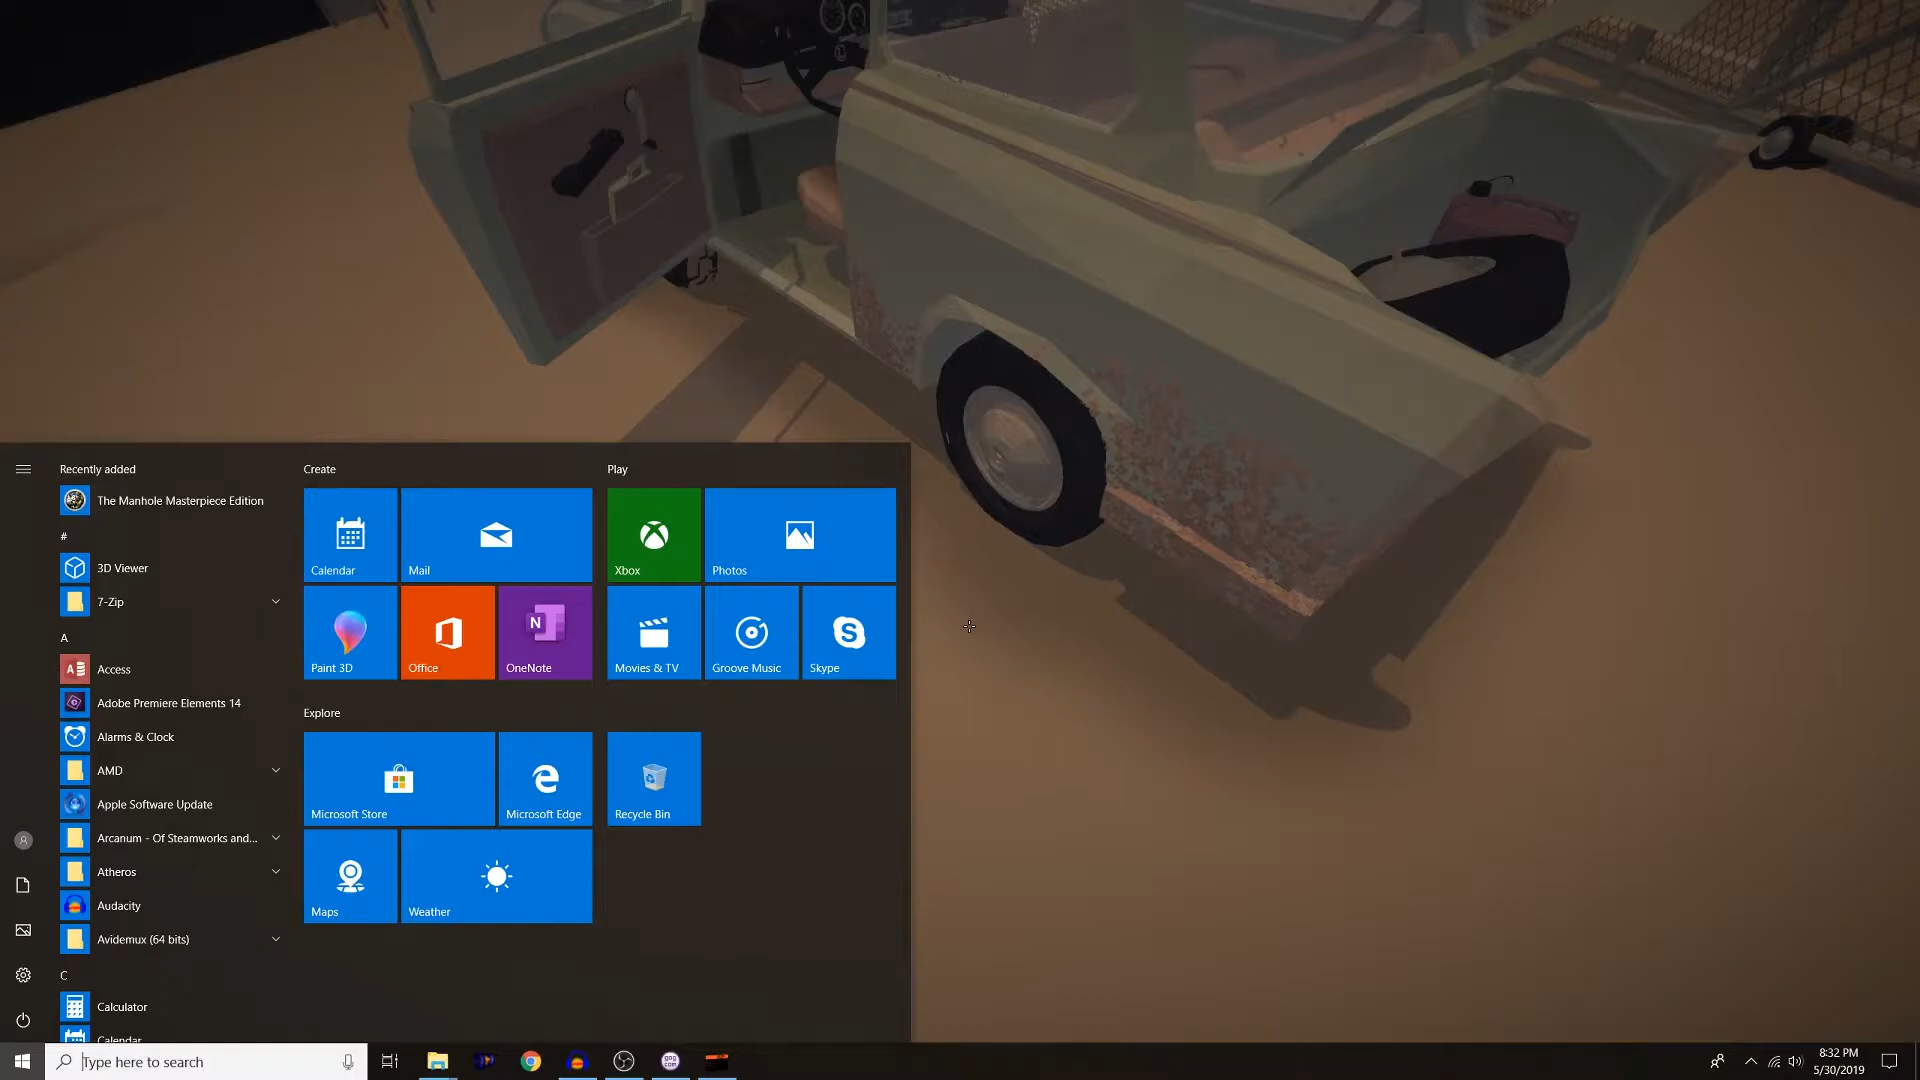 Recently added
The Manhole Masterpiece Edition
#
3D Viewer
7-Zip
A
Access
Adobe Premiere Elements 14
Alarms & Clock
AMD
Apple Software Update
Arcanum - Of Steamworks and...
Atheros
Audacity
Avidemux (64 bits)
C
Calculator
Calendar
Create
Calendar
Mail
Paint 3D
Office
OneNote
Explore
Microsoft Store
Microsoft Edge
Maps
Weather
Play
Xbox
Photos
Movies & TV
Groove Music
Skype
Recycle Bin
Type here to search
8:32 PM
5/30/2019